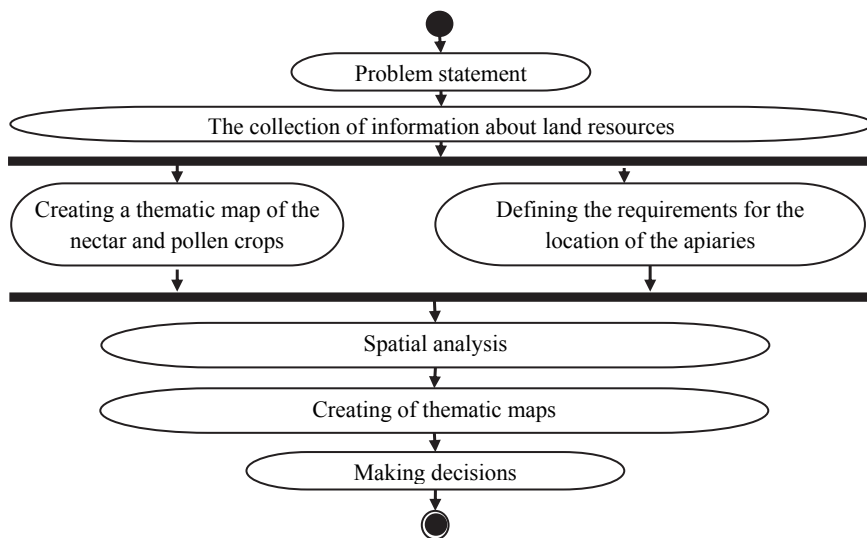 Problem statement
The collection of information about land resources
Creating a thematic map of the
nectar and pollen crops
Defining the requirements for the
location of the apiaries
Spatial analysis
Creating of thematic maps
Making decisions